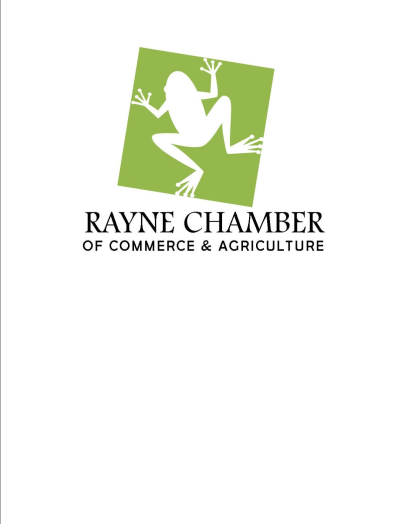 RAYNE CHAMBER
OF COMMERCE & AGRICULTURE